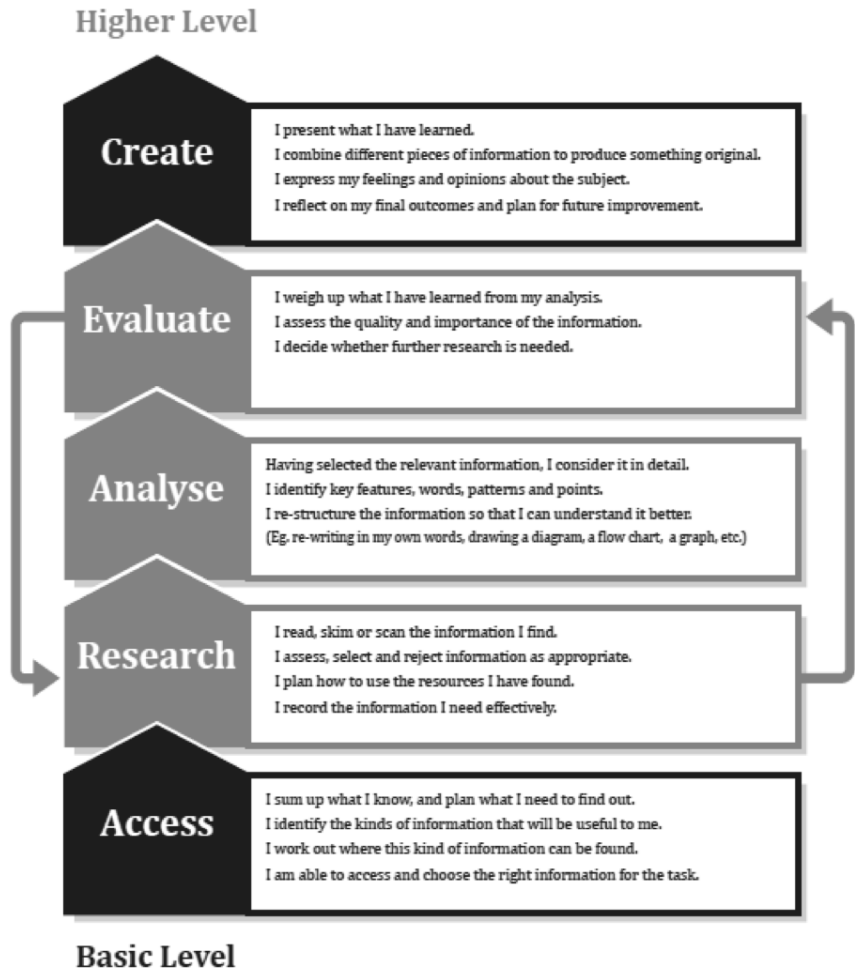 Higher Level
Create
I present what I have learned.
I combine different pieces of information to produce something original.
I express my feelings and opinions about the subject.
I reflect on my final outcomes and plan for future improvement.
Evaluate
I weigh up what I have learned from my analysis.
I assess the quality and importance of the information.
I decide whether further research is needed.
Analyse
Having selected the relevant information, I consider it in detail.
I identify key features, words, patterns and points.
I re-structure the information so that I can understand it better.
(Eg. re-writing in my own words, drawing a diagram, a flow chart, a graph, etc.)
Research
I read, skim or scan the information I find.
I assess, select and reject information as appropriate.
I plan how to use the resources I have found.
I record the information I need effectively.
Access
I sum up what I know, and plan what I need to find out.
I identify the kinds of information that will be useful to me.
I work out where this kind of information can be found.
I am able to access and choose the right information for the task.
Basic Level